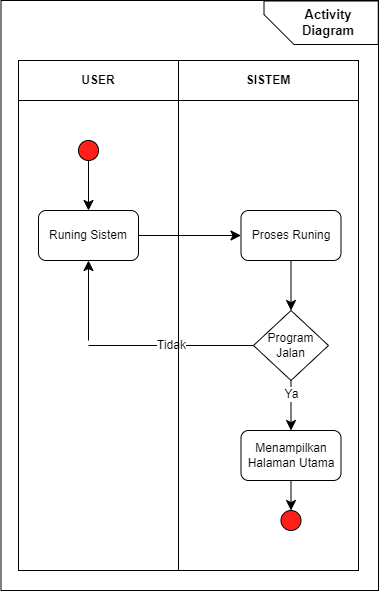 Activity
Diagram
USER
SISTEM
Runing Sistem
Proses Runing
Program
Jalan
Tidak
Ya
Menampilkan
Halaman Utama